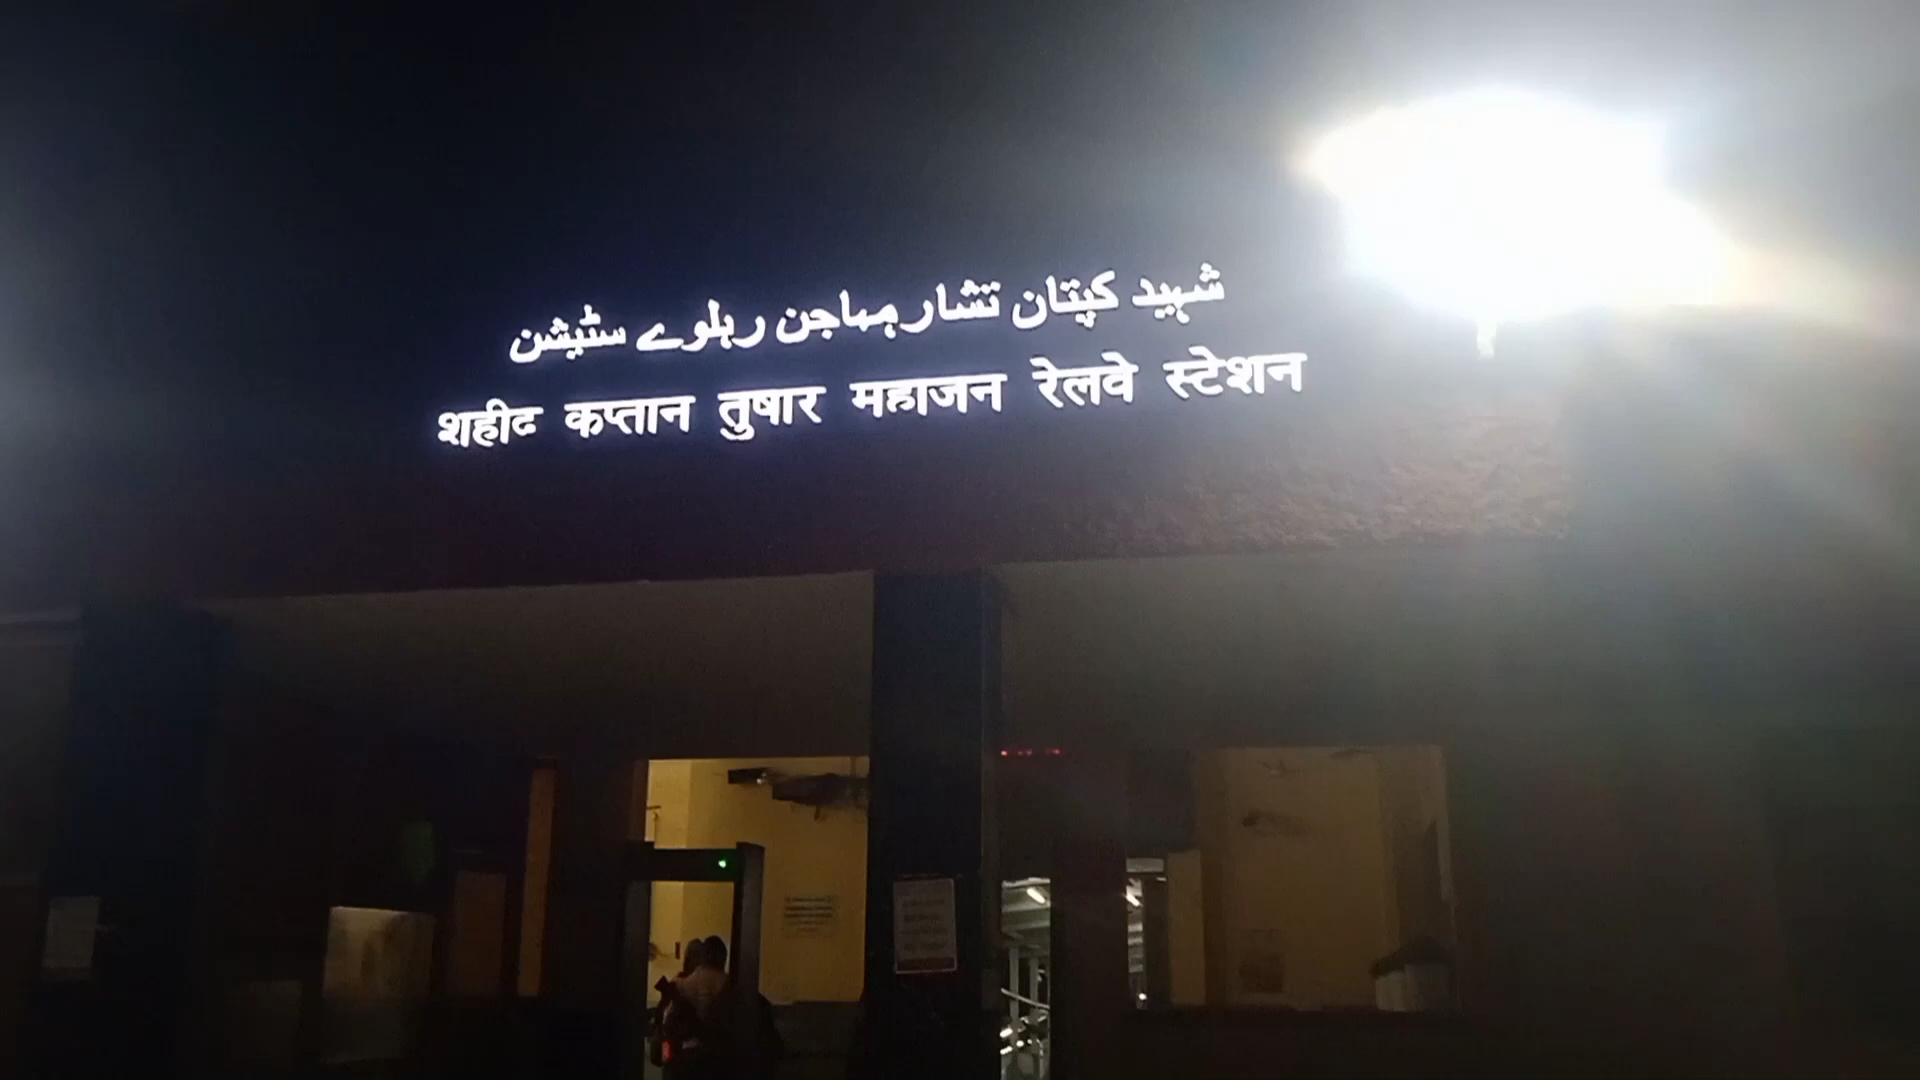 شہید کپتان تشار مہاجن ریلوے سٹیشن
शहीद कप्तान तुषार महाजन रेलवे स्टेशन